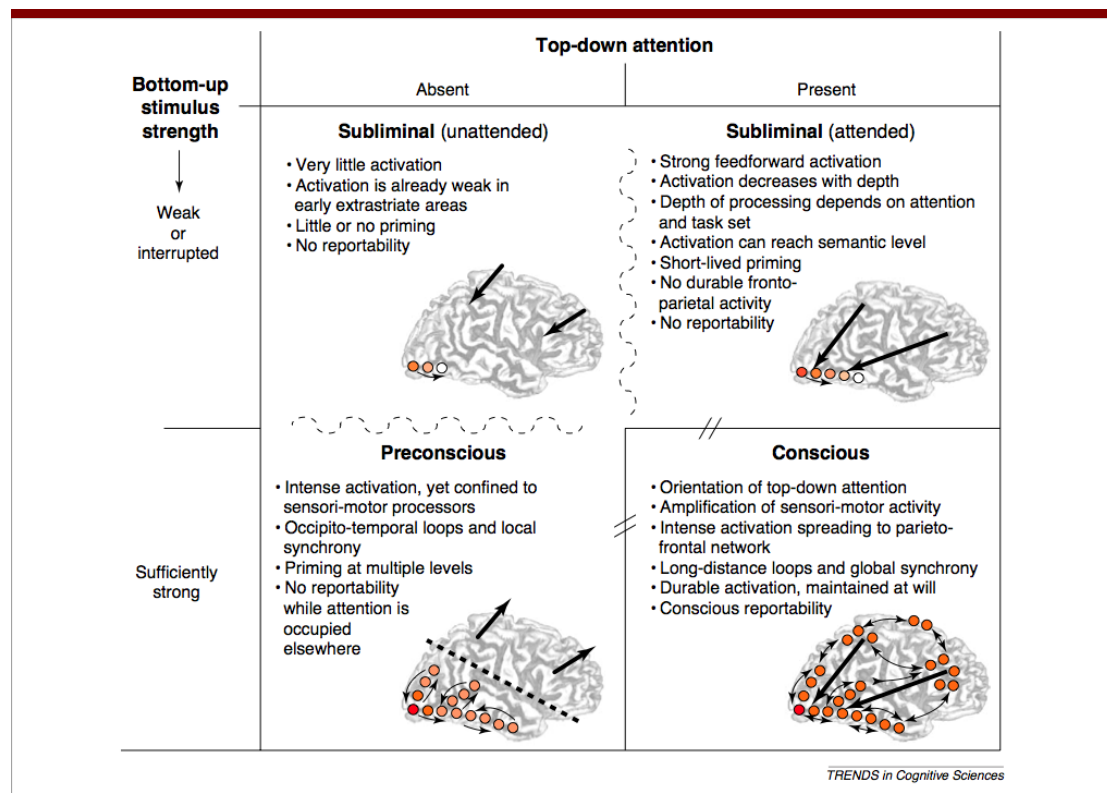 Top-down attention
Bottom-up
stimulus
strength
Absent
Present
Weak
or
interrupted
Subliminal (unattended)
• Very little activation
• Activation is already weak in
early extrastriate areas
• Little or no priming
• No reportability
Subliminal (attended)
• Strong feedforward activation
• Activation decreases with depth
• Depth of processing depends on attention
and task set
• Activation can reach semantic level
• Short-lived priming
• No durable fronto-
parietal activity
• No reportability
Sufficiently
strong
Preconscious
• Intense activation, yet confined to
sensori-motor processors
• Occipito-temporal loops and local
synchrony
• Priming at multiple levels
• No reportability
while attention is
occupied
elsewhere
Conscious
• Orientation of top-down attention
• Amplification of sensori-motor activity
• Intense activation spreading to parieto-
frontal network
• Long-distance loops and global synchrony
• Durable activation, maintained at will
• Conscious reportability
TRENDS in Cognitive Sciences